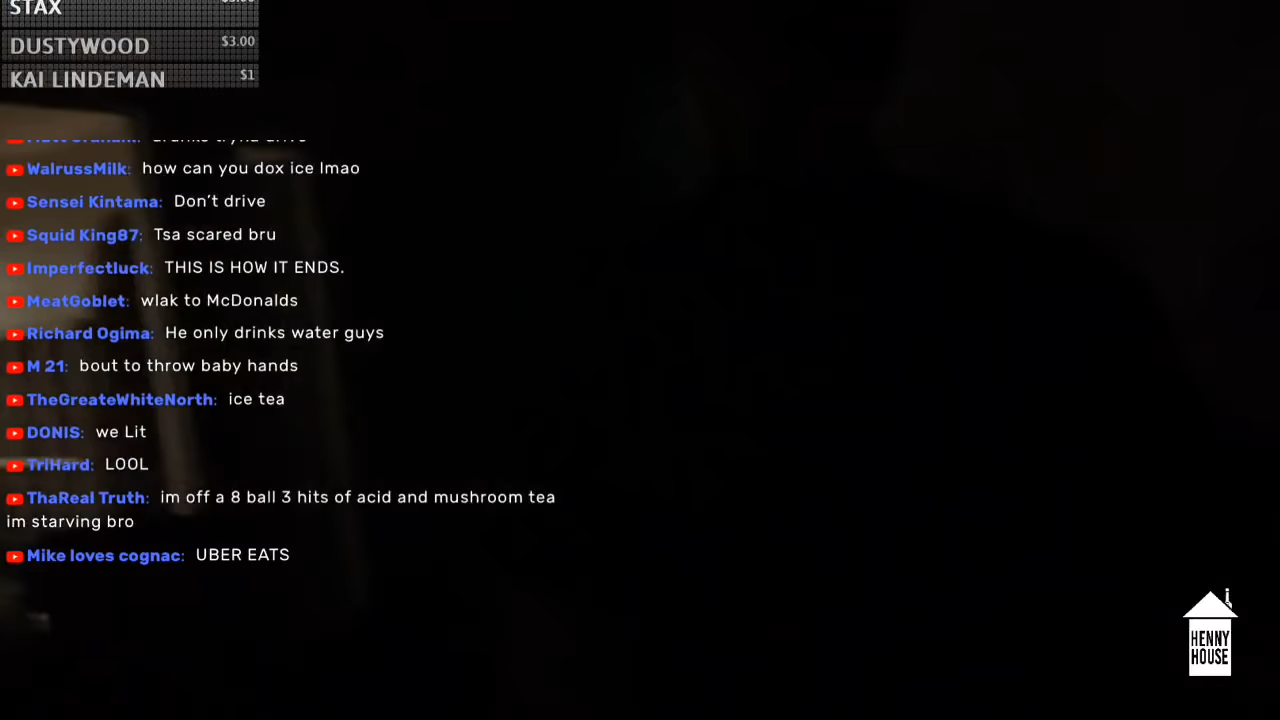 STAX $3.00
DUSTYWOOD $3.00
KAI LINDEMAN $1
WalrussMilk: how can you dox ice lmao
Sensei Kintama: Don't drive
Squid King87: Tsa scared bru
Imperfectluck: THIS IS HOW IT ENDS.
MeatGoblet: wlak to McDonalds
Richard Ogima: He only drinks water guys
M 21: bout to throw baby hands
TheGreateWhiteNorth: ice tea
DONIS: we Lit
TriHard: LOOL
ThaReal Truth: im off a 8 ball 3 hits of acid and mushroom tea
im starving bro
Mike loves cognac: UBER EATS
HENNY
HOUSE